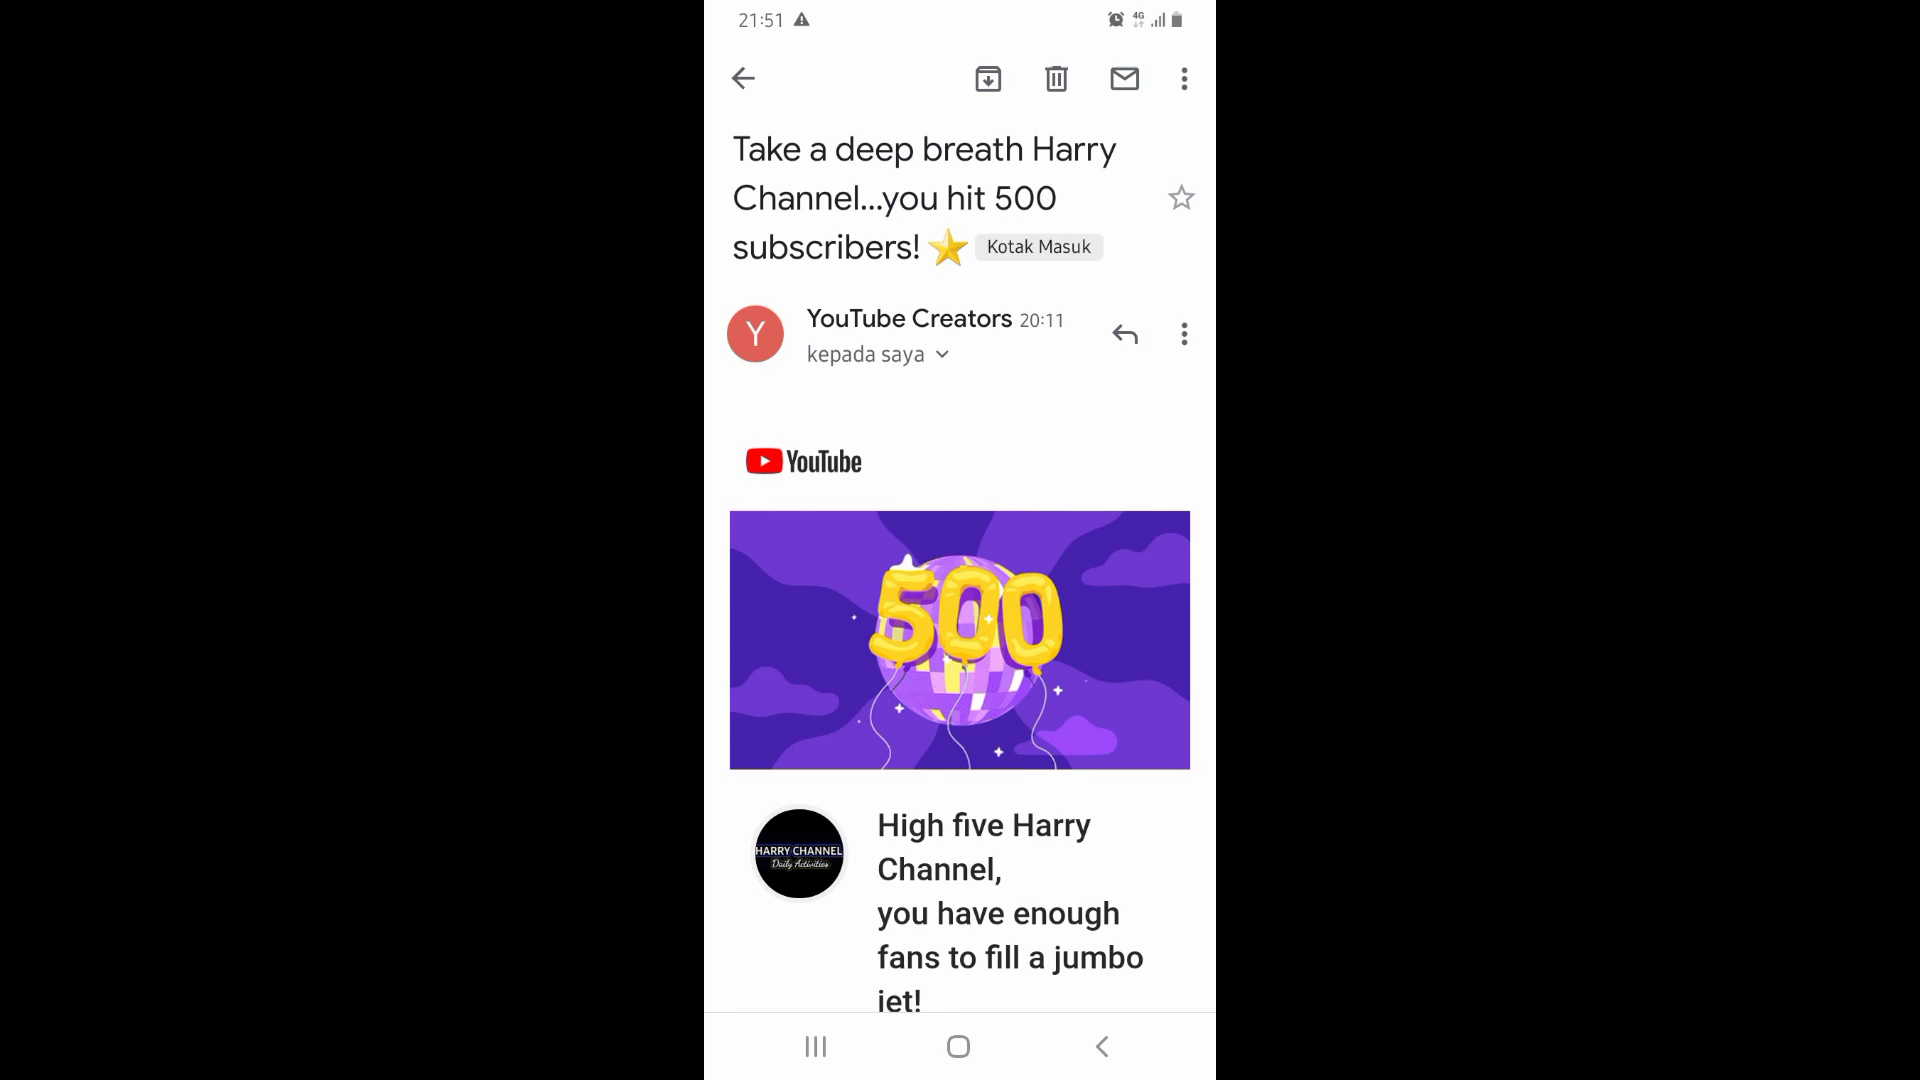 21:51
4G
Take a deep breath Harry
Channel...you hit 500
subscribers! ⭐ Kotak Masuk
Y
YouTube Creators 20:11
kepada saya
YouTube
500
HARRY CHANNEL
Daily Activities
High five Harry
Channel,
you have enough
fans to fill a jumbo
jet!